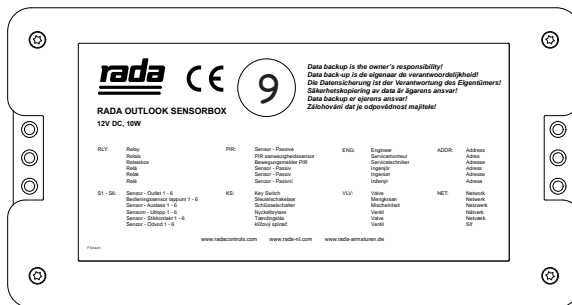 rada CE 9
Data backup is the owner's responsibility!
Data back-up is de eigenaar de verantwoordelijkheid!
Die Datensicherung ist der Verantwortung des Eigentümers!
Säkerhetskopiering av data är ägarens ansvar!
Data backup er ejerens ansvar!
Zálohování dat je odpovědnost majitele!
RADA OUTLOOK SENSORBOX
12V DC, 10W
RLY: Relay
Relais
Relaisbox
Relä
Relæ
Relé
PIR: Sensor - Passive
PIR aanwezigheidssensor
Bewegungsmelder PIR
Sensor - Passiv
Sensor - Passiv
Senzor - Pasivní
ENG: Engineer
Servicemonteur
Servicetechniker
Ingenjör
Ingeniør
Inženýr
ADDR: Address
Adres
Adresse
Adress
Adresse
Adresa
S1 - S6: Sensor - Outlet 1 - 6
Bedieningssensor tappunt 1 - 6
Sensor - Auslass 1 - 6
Sensorn - Utlopp 1 - 6
Sensor - Stikkontakt 1 - 6
Senzor - Odvod 1 - 6
KS: Key Switch
Sleutelschakelaar
Schlüsselschalter
Nyckelbrytare
Tændingslås
klíčový spínač
VLV: Valve
Mengkraan
Mischeinheit
Ventil
Valve
Ventil
NET: Network
Netwerk
Netzwerk
Nätverk
Netværk
Síť
www.radacontrols.com www.rada-nl.com www.rada-armaturen.de